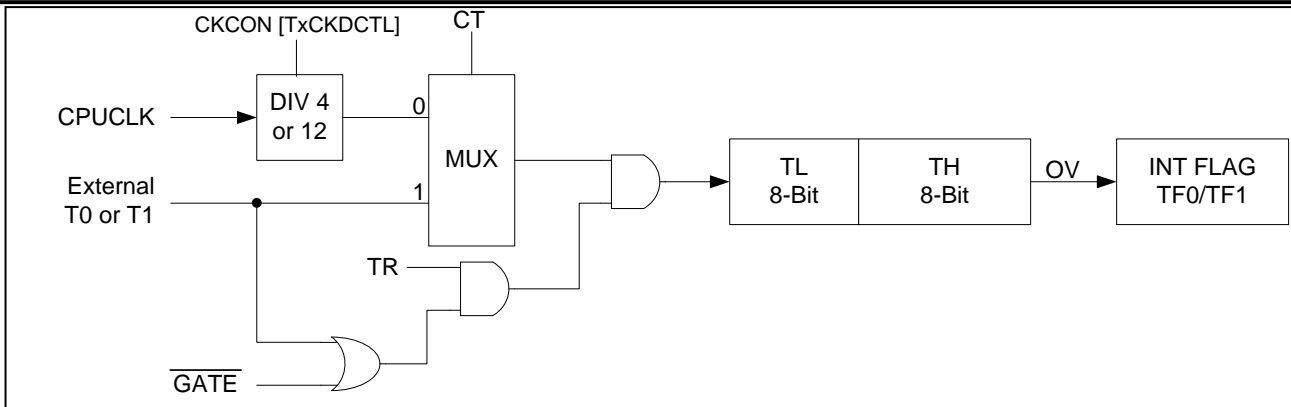 CKCON [TxCKDCTL]
CT
CPUCLK
DIV 4
or 12
0
MUX
External
T0 or T1
1
TL
8-Bit
TH
8-Bit
OV
INT FLAG
TF0/TF1
TR
GATE